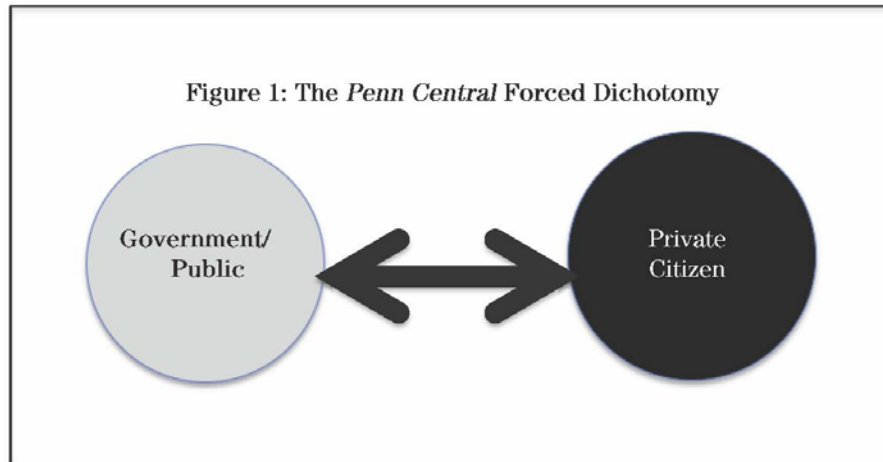 Figure 1: The Penn Central Forced Dichotomy
Government/
Public
Private
Citizen